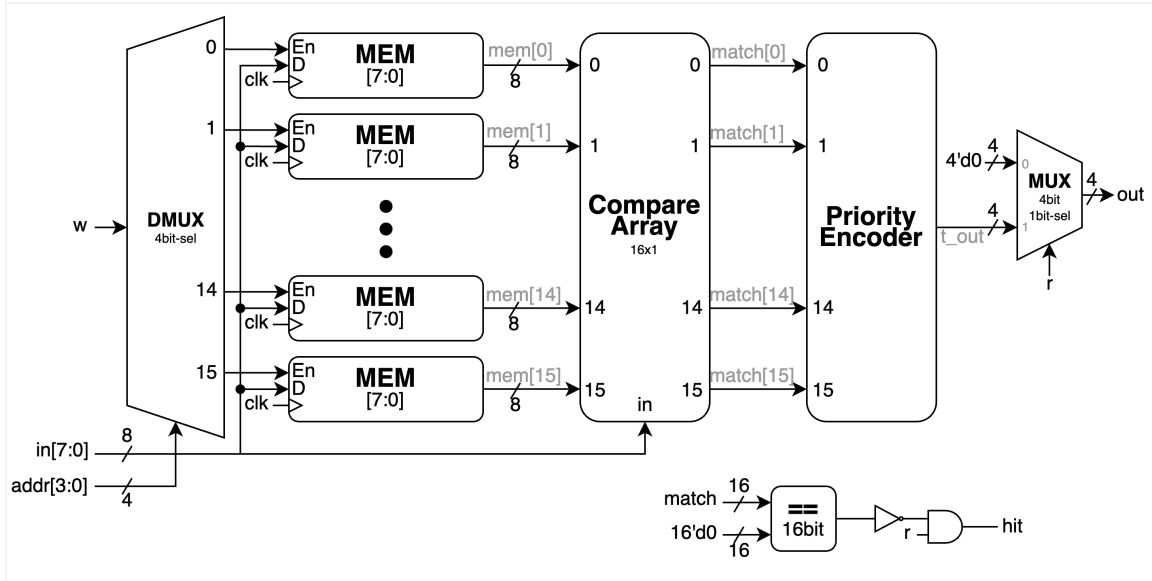 0
En
D
clk
MEM
[7:0]
mem[0]
8
0
0
match[0]
0
1
En
D
clk
MEM
[7:0]
mem[1]
8
1
1
match[1]
1
4'd0
4
0
MUX
4bit
1bit-sel
4
out
w
DMUX
4bit-sel
Compare
Array
16x1
Priority
Encoder
t_out
4
1
r
14
En
D
clk
MEM
[7:0]
mem[14]
8
14
14
match[14]
14
15
En
D
clk
MEM
[7:0]
mem[15]
8
15
15
match[15]
15
in
in[7:0]
8
addr[3:0]
4
match
16
16'd0
16
==
16bit
r
hit